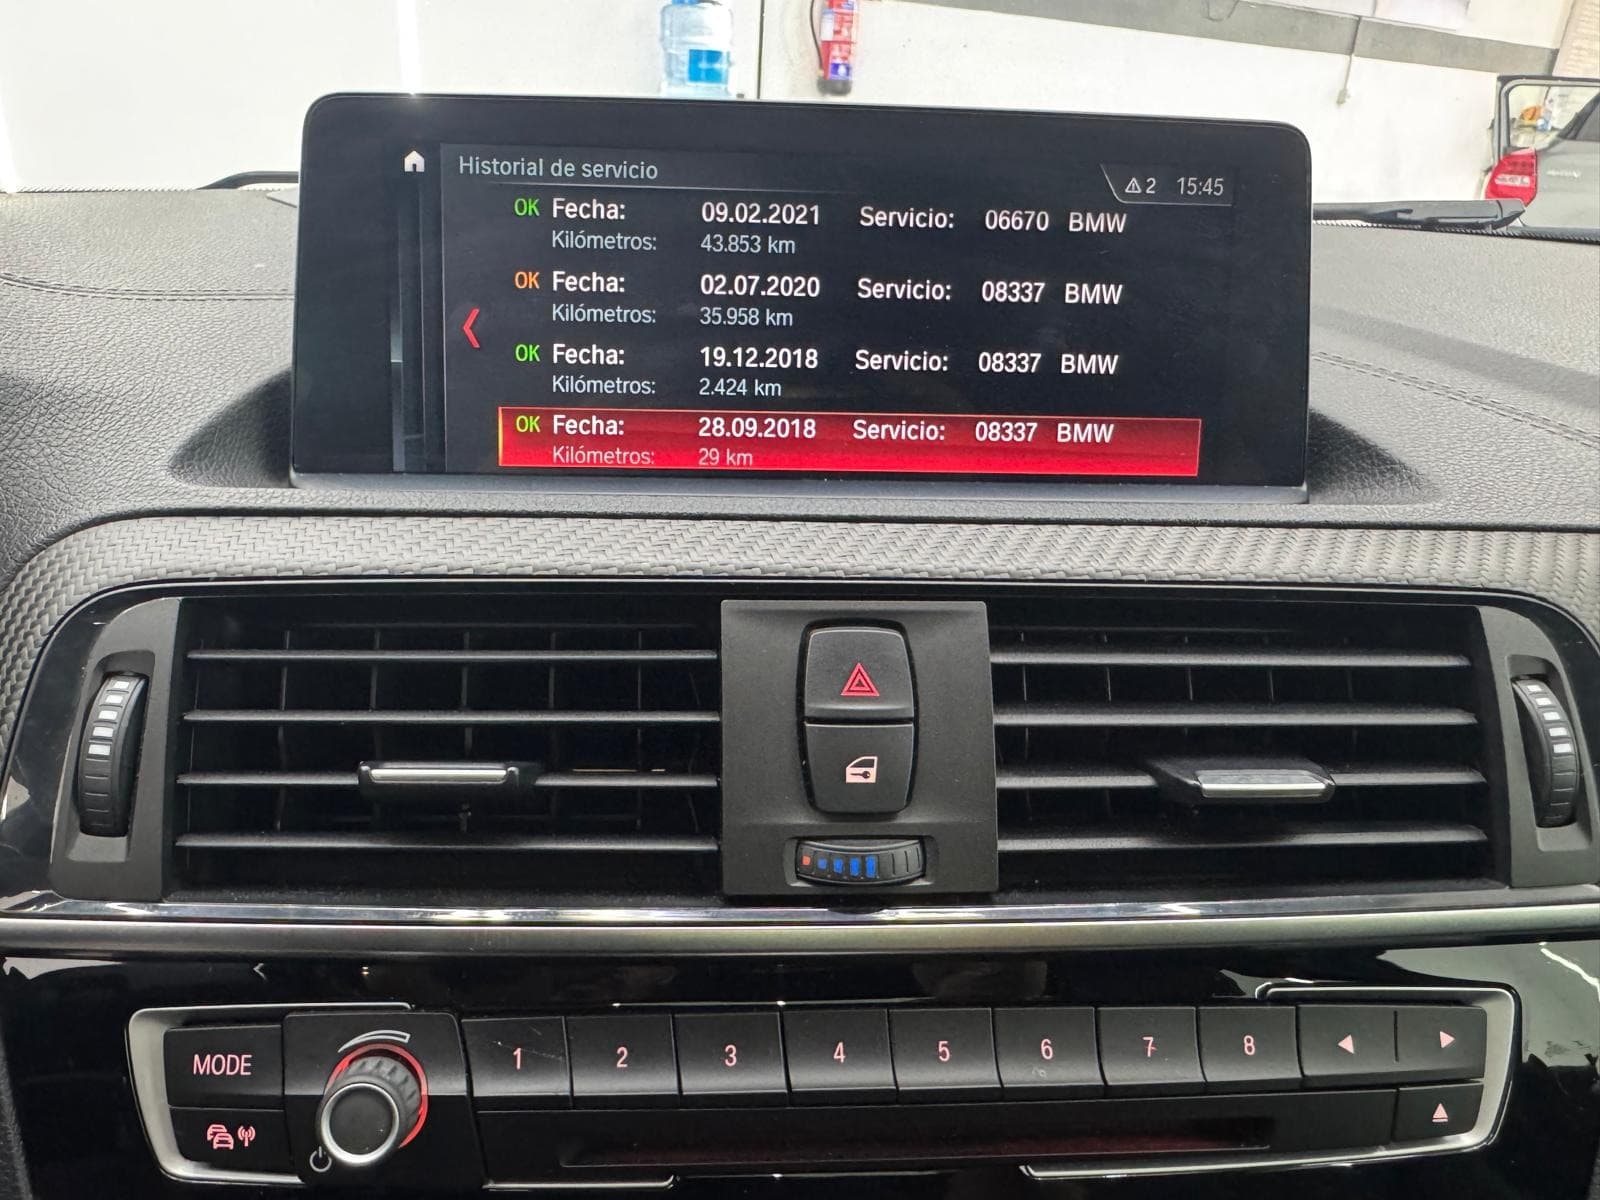 Historial de servicio
2 15:45
OK Fecha: 09.02.2021 Servicio: 06670 BMW
Kilómetros: 43.853 km
OK Fecha: 02.07.2020 Servicio: 08337 BMW
Kilómetros: 35.958 km
OK Fecha: 19.12.2018 Servicio: 08337 BMW
Kilómetros: 2.424 km
OK Fecha: 28.09.2018 Servicio: 08337 BMW
Kilómetros: 29 km
MODE 1 2 3 4 5 6 7 8